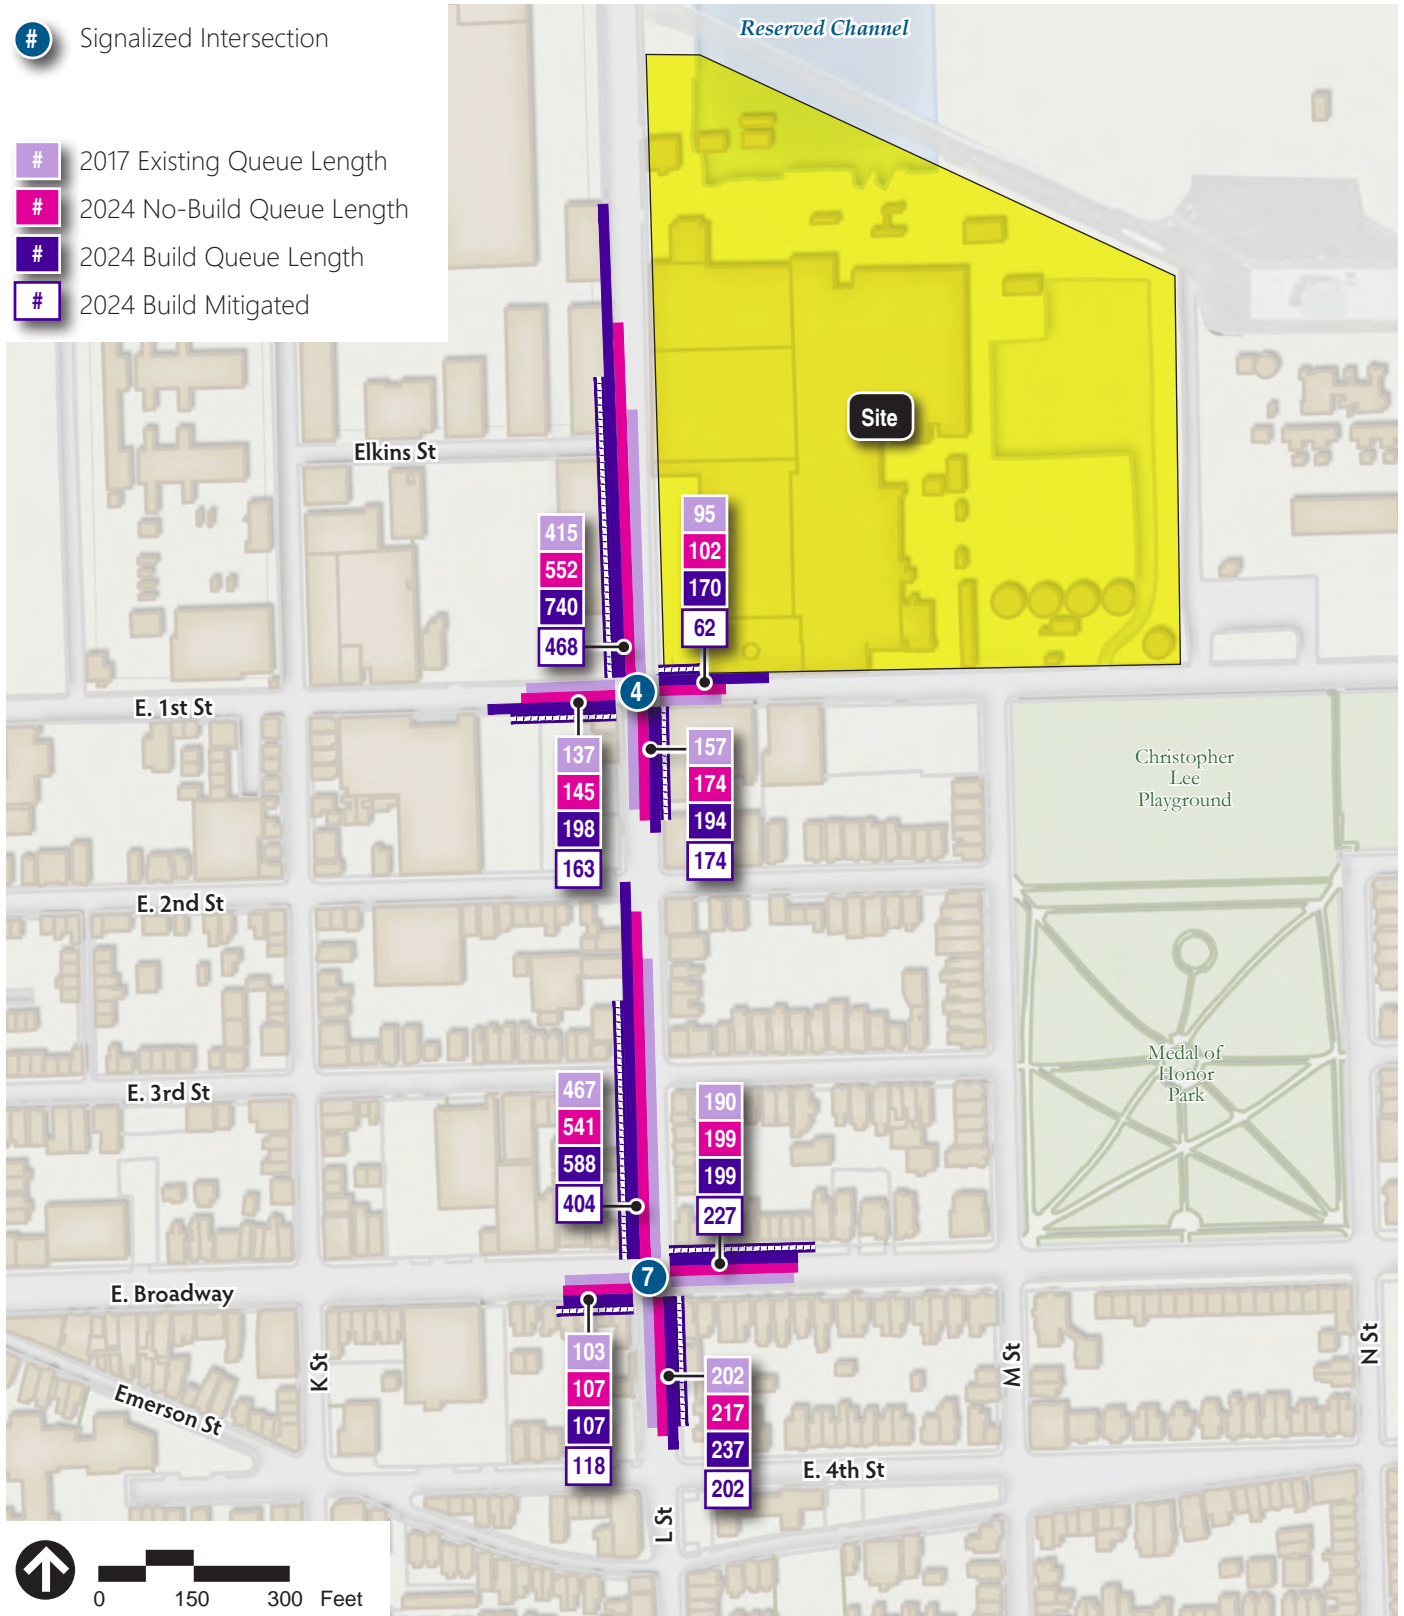 # Signalized Intersection
# 2017 Existing Queue Length
# 2024 No-Build Queue Length
# 2024 Build Queue Length
# 2024 Build Mitigated
Reserved Channel
Site
Elkins St
415
552
740
468
95
102
170
62
4
E. 1st St
137
145
198
163
157
174
194
174
Christopher
Lee
Playground
E. 2nd St
Medal of
Honor
Park
E. 3rd St
467
541
588
404
190
199
199
227
7
E. Broadway
103
107
107
118
202
217
237
202
K St
M St
N St
Emerson St
E. 4th St
L St
0 150 300 Feet